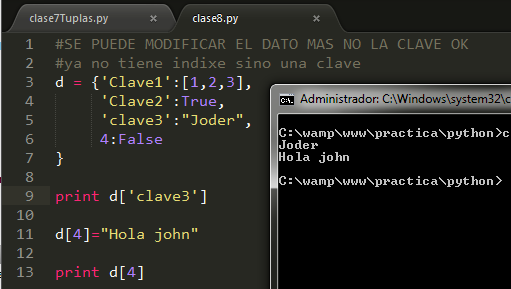 clase7Tuplas.py × clase8.py ×
1 #SE PUEDE MODIFICAR EL DATO MAS NO LA CLAVE OK
2 #ya no tiene indixe sino una clave
3 d = {'Clave1':[1,2,3],
4 'Clave2':True,
5 'clave3':"Joder",
6 4:False
7 }
8
9 print d['clave3']
10
11 d[4]="Hola john"
12
13 print d[4]
Administrador: C:\Windows\system32\c
C:\wamp\www\practica\python>c
Joder
Hola john
C:\wamp\www\practica\python>